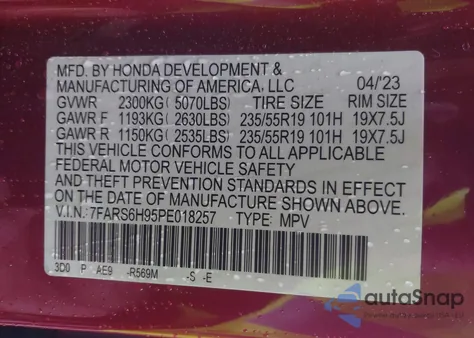 MFD. BY HONDA DEVELOPMENT &
MANUFACTURING OF AMERICA, LLC 04/'23
GVWR 2300KG (5070LBS) TIRE SIZE RIM SIZE
GAWR F 1193KG (2630LBS) 235/55R19 101H 19X7.5J
GAWR R 1150KG (2535LBS) 235/55R19 101H 19X7.5J
THIS VEHICLE CONFORMS TO ALL APPLICABLE
FEDERAL MOTOR VEHICLE SAFETY
AND THEFT PREVENTION STANDARDS IN EFFECT
ON THE DATE OF MANUFACTURE SHOWN ABOVE.
V.I.N.:7FARS6H95PE018257 TYPE: MPV
3D0 P AE9 -R569M -S -E
autoSnap